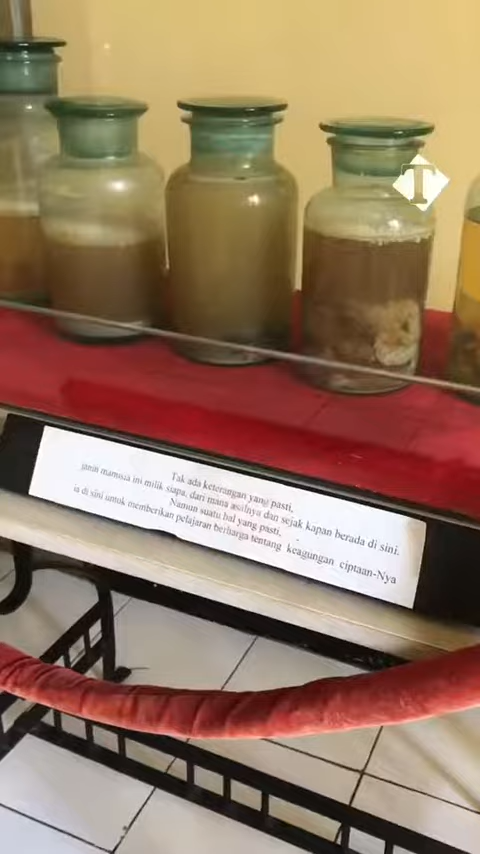 T
Tak ada keterangan yang pasti,
janin manusia ini milik siapa, dari mana asalnya dan sejak kapan berada di sini.
Namun suatu hal yang pasti,
ia di sini untuk memberikan pelajaran berharga tentang keagungan ciptaan-Nya